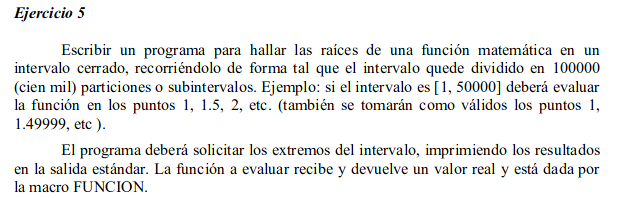 Ejercicio 5
Escribir un programa para hallar las raíces de una función matemática en un
intervalo cerrado, recorriéndolo de forma tal que el intervalo quede dividido en 100000
(cien mil) particiones o subintervalos. Ejemplo: si el intervalo es [1, 50000] deberá evaluar
la función en los puntos 1, 1.5, 2, etc. (también se tomarán como válidos los puntos 1,
1.49999, etc ).
El programa deberá solicitar los extremos del intervalo, imprimiendo los resultados
en la salida estándar. La función a evaluar recibe y devuelve un valor real y está dada por
la macro FUNCION.